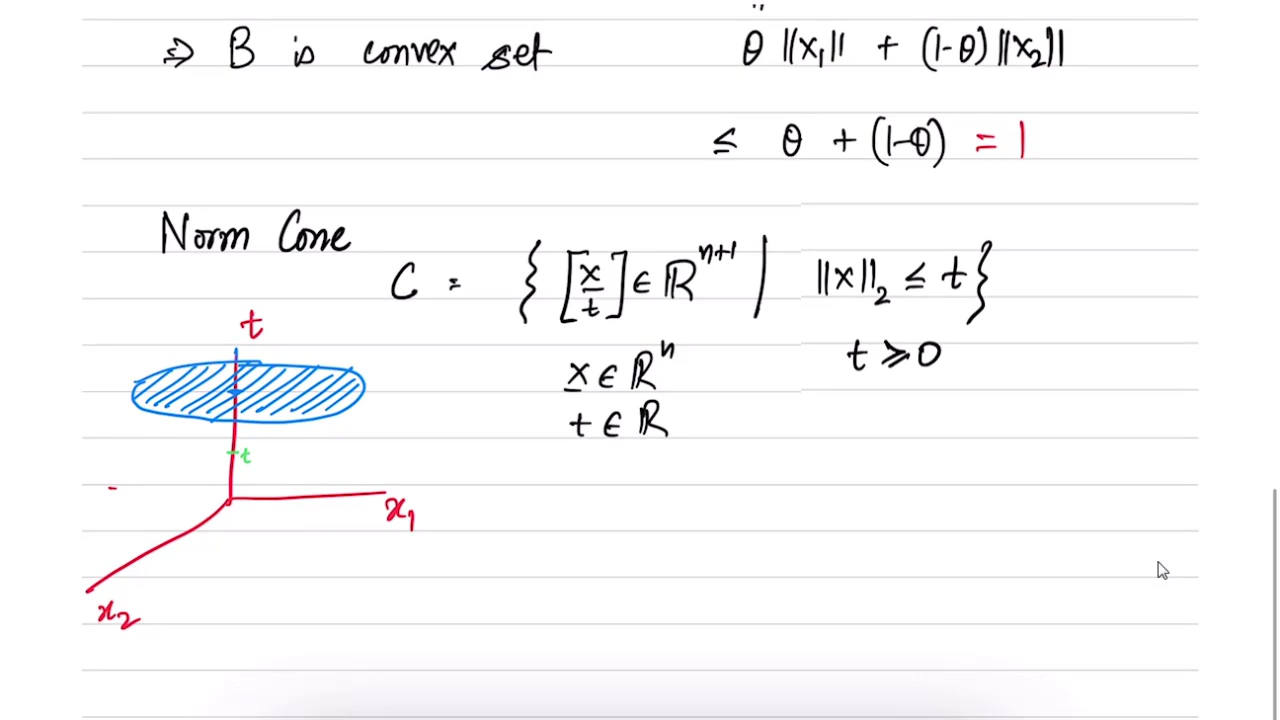 ⇒ B is convex set θ ||x₁|| + (1-θ) ||x₂||
≤ θ + (1-θ) = 1
Norm Cone
C = { [x/t] ∈ ℝⁿ⁺¹ | ||x||₂ ≤ t }
x ∈ ℝⁿ t ≥ 0
t ∈ ℝ
t
t
x₁
x₂